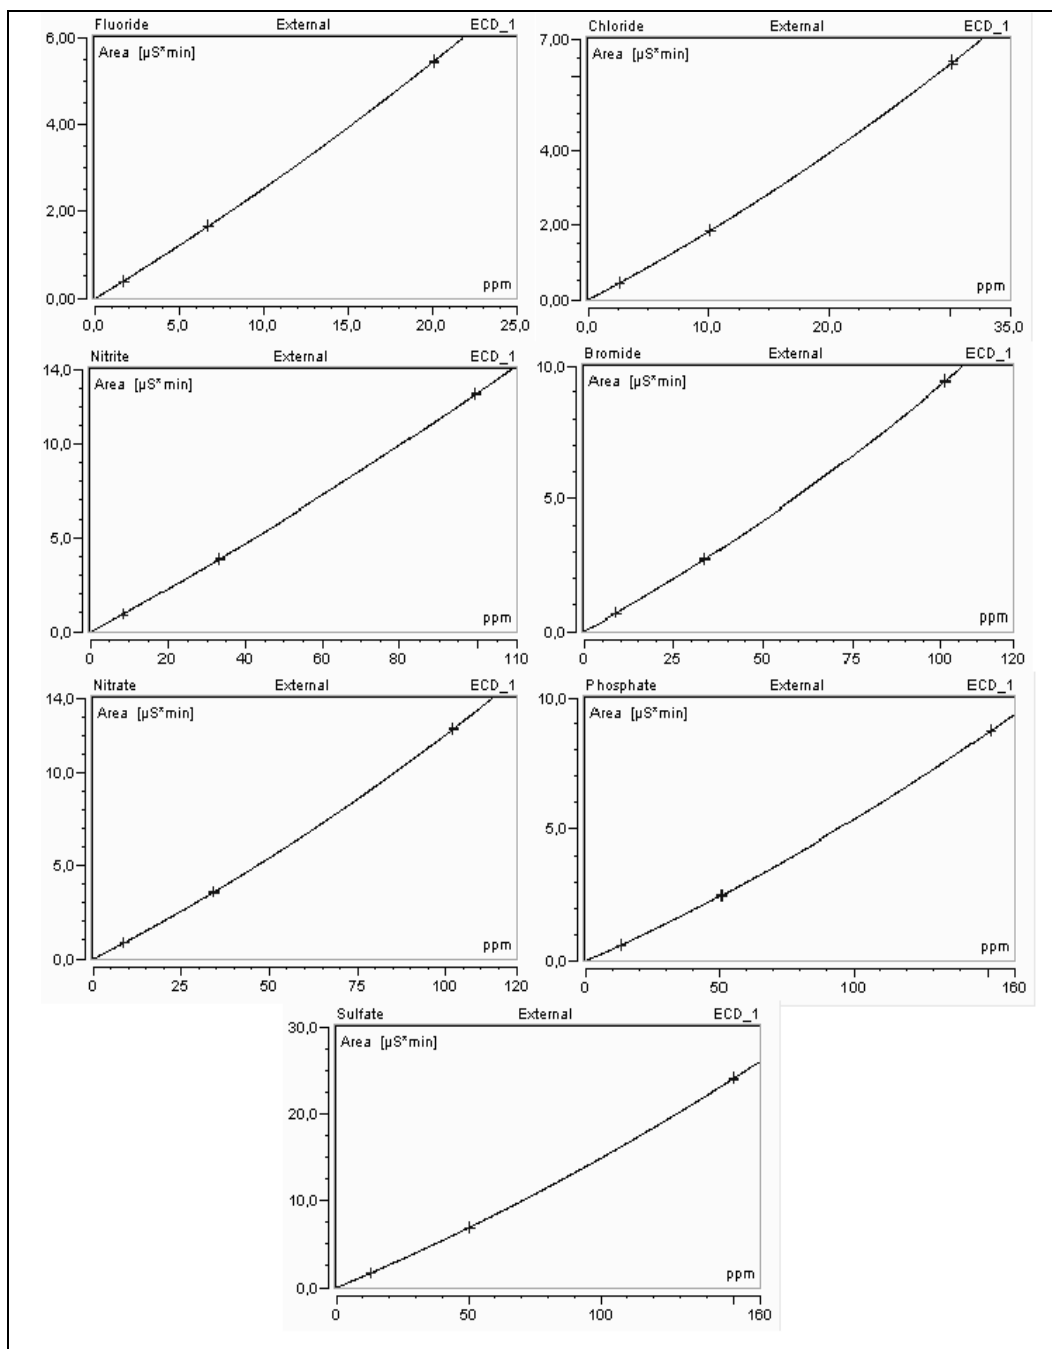 Fluoride External ECD_1
6,00 Area [µS*min]
4,00
2,00
0,00 ppm
0,0 5,0 10,0 15,0 20,0 25,0
Chloride External ECD_1
7,00 Area [µS*min]
4,00
2,00
0,00 ppm
0,0 10,0 20,0 35,0
Nitrite External ECD_1
14,0 Area [µS*min]
10,0
5,0
0,0 ppm
0 20 40 60 80 110
Bromide External ECD_1
10,0 Area [µS*min]
5,0
0,0 ppm
0 25 50 75 100 120
Nitrate External ECD_1
14,0 Area [µS*min]
10,0
5,0
0,0 ppm
0 25 50 75 100 120
Phosphate External ECD_1
10,0 Area [µS*min]
5,0
0,0 ppm
0 50 100 160
Sulfate External ECD_1
30,0 Area [µS*min]
20,0
10,0
0,0 ppm
0 50 100 160